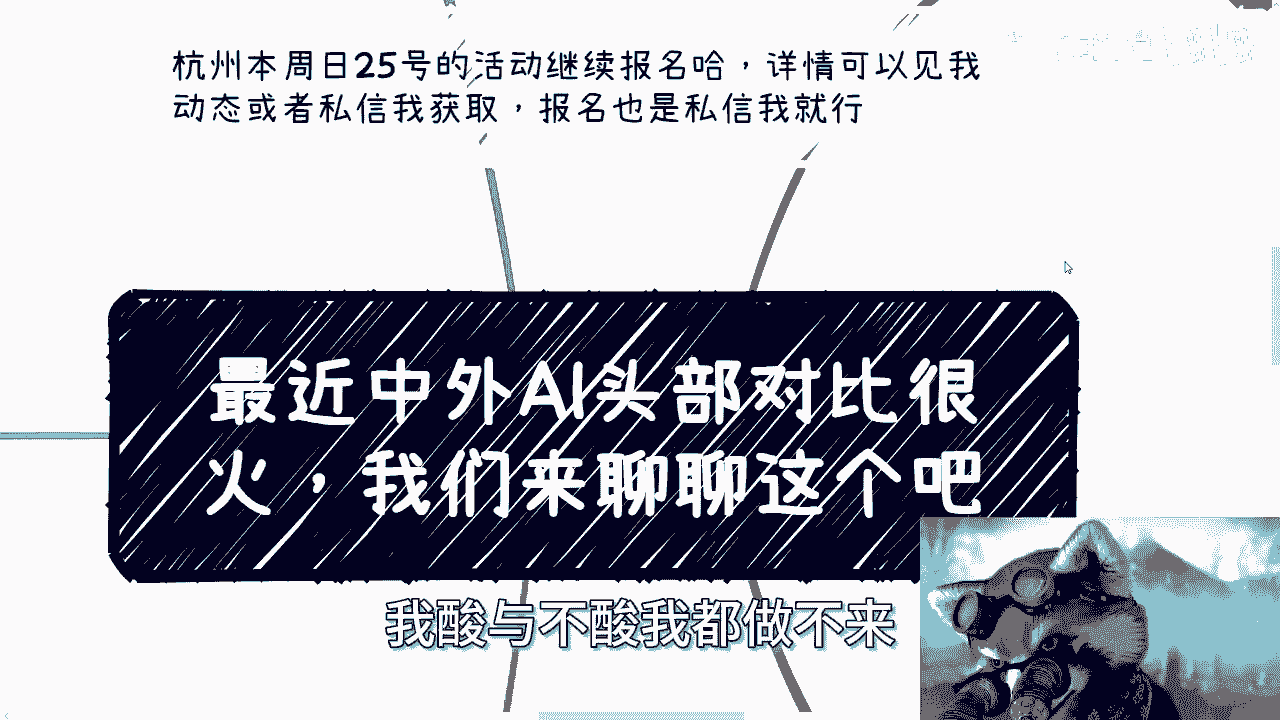 杭州本周日25号的活动继续报名哈，详情可以见我
动态或者私信我获取，报名也是私信我就行
最近中外AI头部对比很
火，我们来聊聊这个吧
我酸与不酸我都做不来